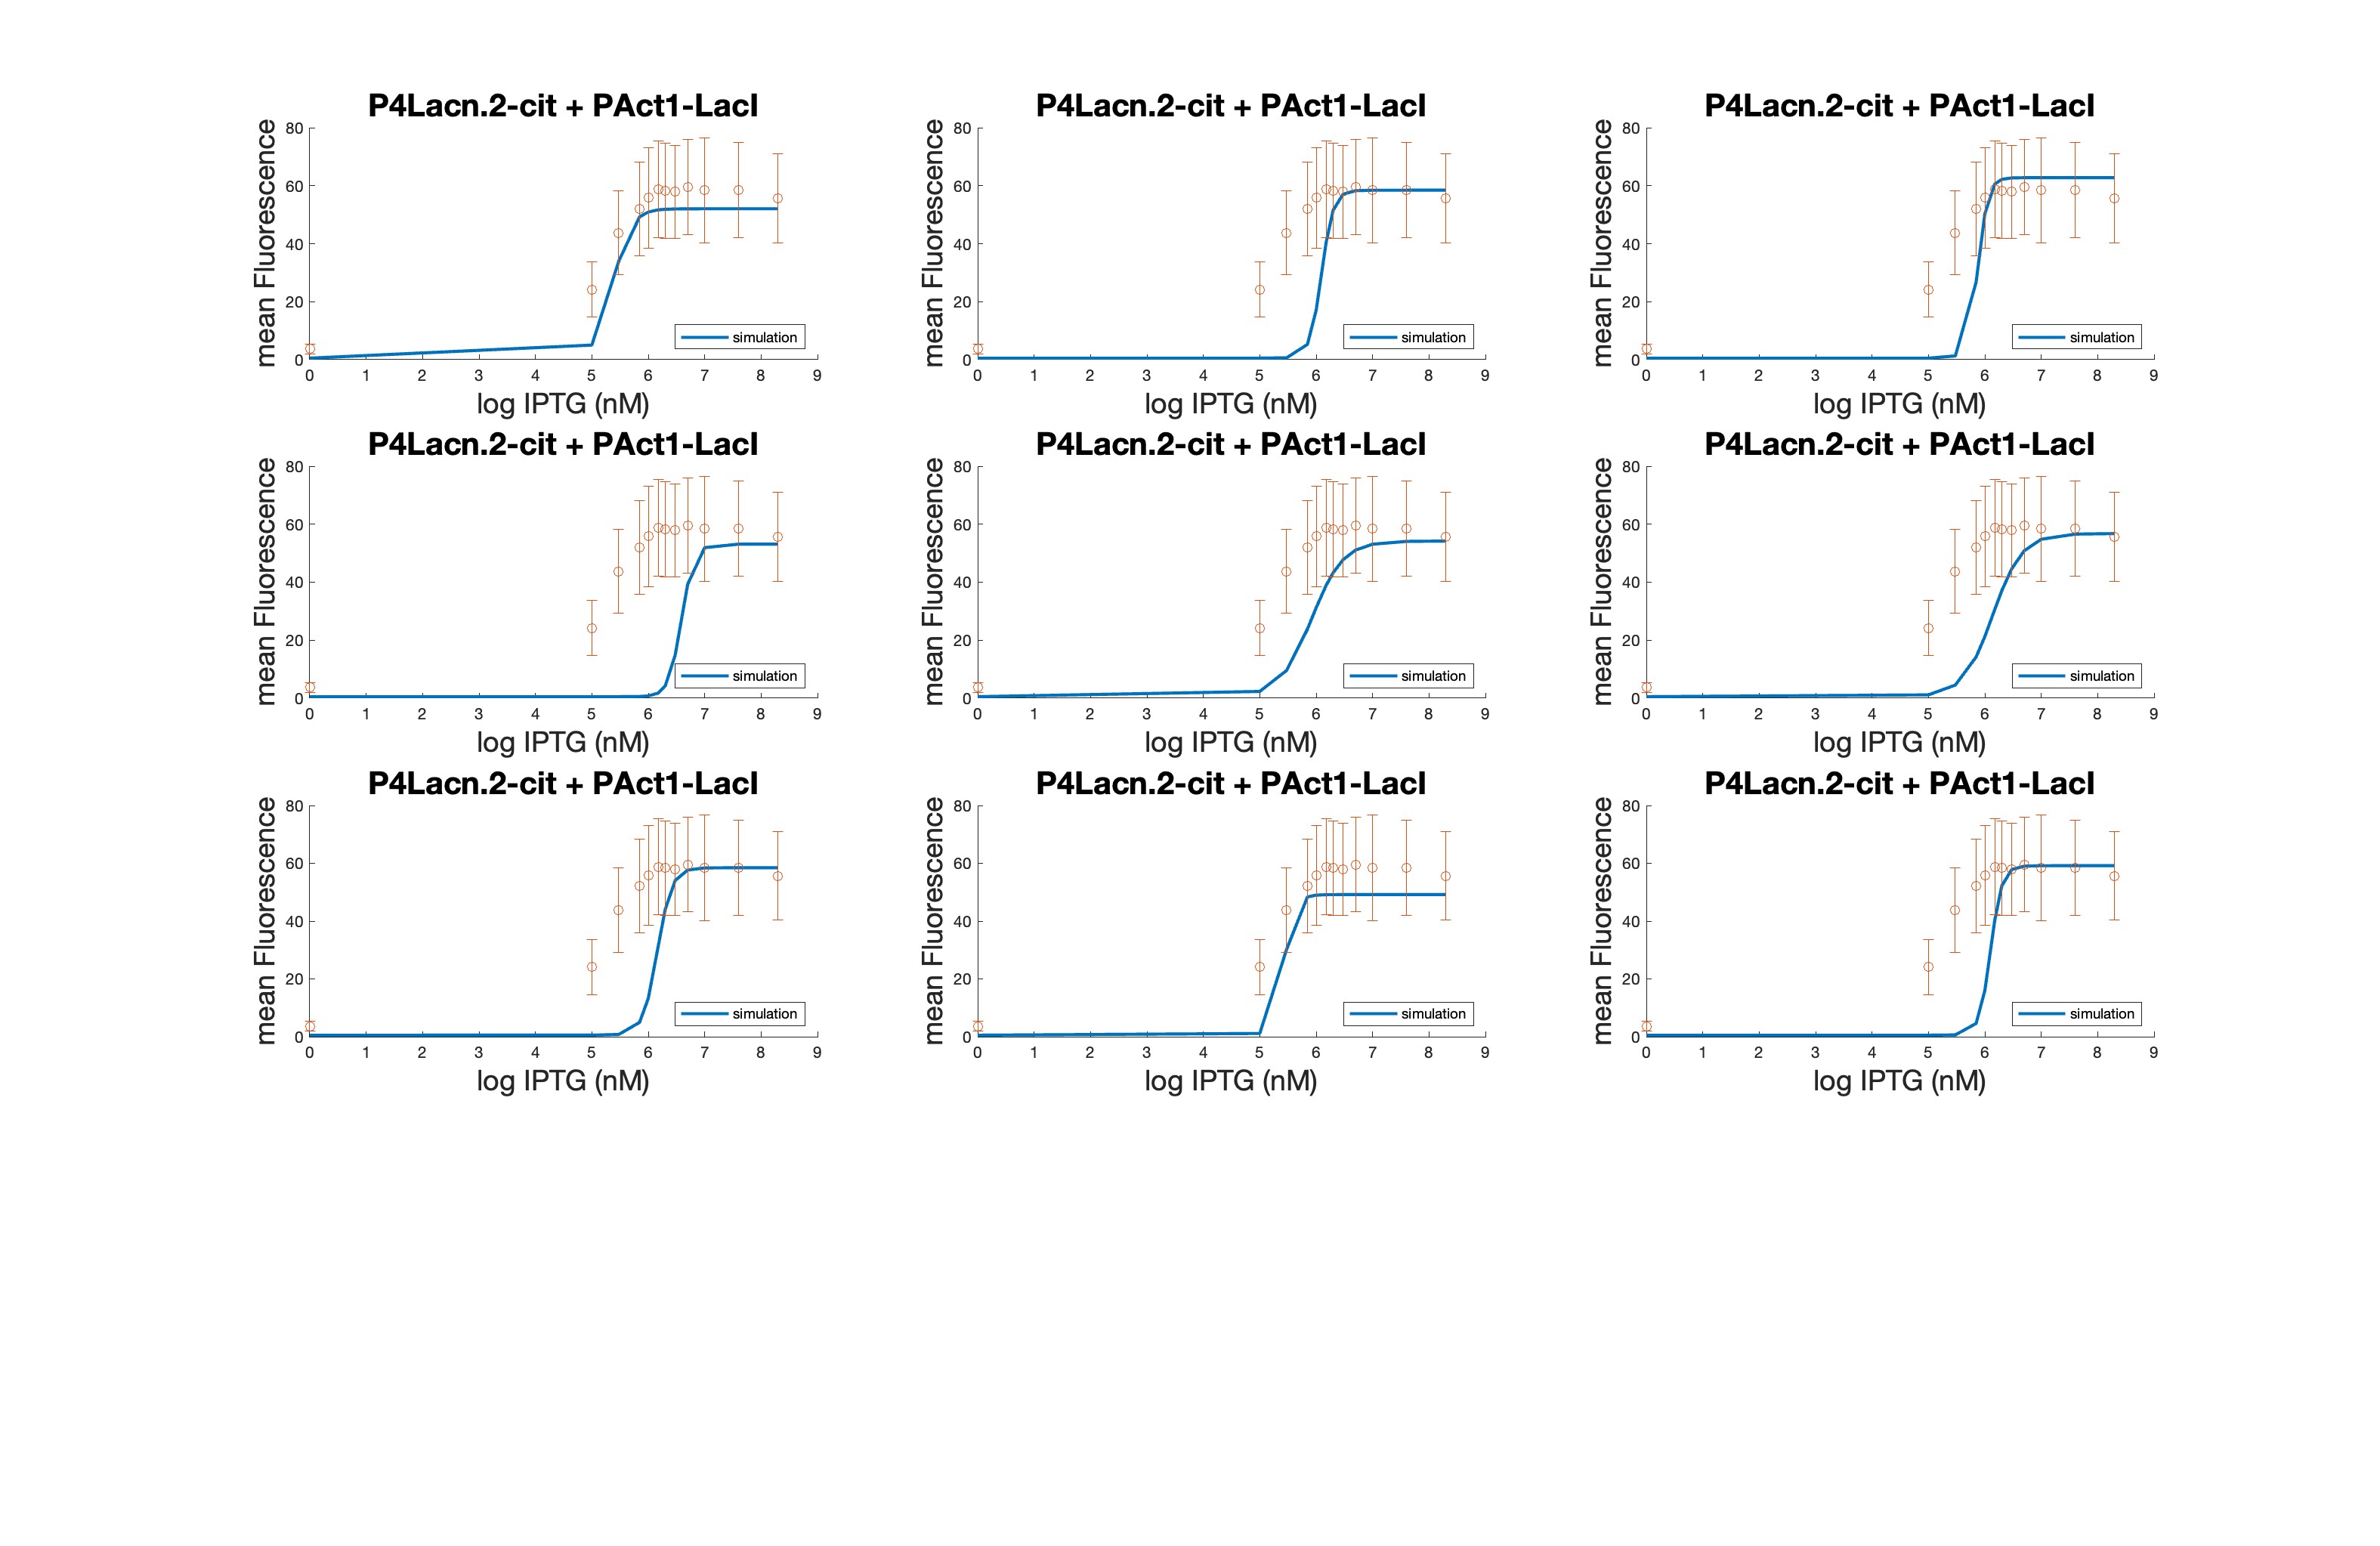 P4Lacn.2-cit + PAct1-LacI
mean Fluorescence
80
60
40
20
0
simulation
0 1 2 3 4 5 6 7 8 9
log IPTG (nM)
P4Lacn.2-cit + PAct1-LacI
mean Fluorescence
80
60
40
20
0
simulation
0 1 2 3 4 5 6 7 8 9
log IPTG (nM)
P4Lacn.2-cit + PAct1-LacI
mean Fluorescence
80
60
40
20
0
simulation
0 1 2 3 4 5 6 7 8 9
log IPTG (nM)
P4Lacn.2-cit + PAct1-LacI
mean Fluorescence
80
60
40
20
0
simulation
0 1 2 3 4 5 6 7 8 9
log IPTG (nM)
P4Lacn.2-cit + PAct1-LacI
mean Fluorescence
80
60
40
20
0
simulation
0 1 2 3 4 5 6 7 8 9
log IPTG (nM)
P4Lacn.2-cit + PAct1-LacI
mean Fluorescence
80
60
40
20
0
simulation
0 1 2 3 4 5 6 7 8 9
log IPTG (nM)
P4Lacn.2-cit + PAct1-LacI
mean Fluorescence
80
60
40
20
0
simulation
0 1 2 3 4 5 6 7 8 9
log IPTG (nM)
P4Lacn.2-cit + PAct1-LacI
mean Fluorescence
80
60
40
20
0
simulation
0 1 2 3 4 5 6 7 8 9
log IPTG (nM)
P4Lacn.2-cit + PAct1-LacI
mean Fluorescence
80
60
40
20
0
simulation
0 1 2 3 4 5 6 7 8 9
log IPTG (nM)